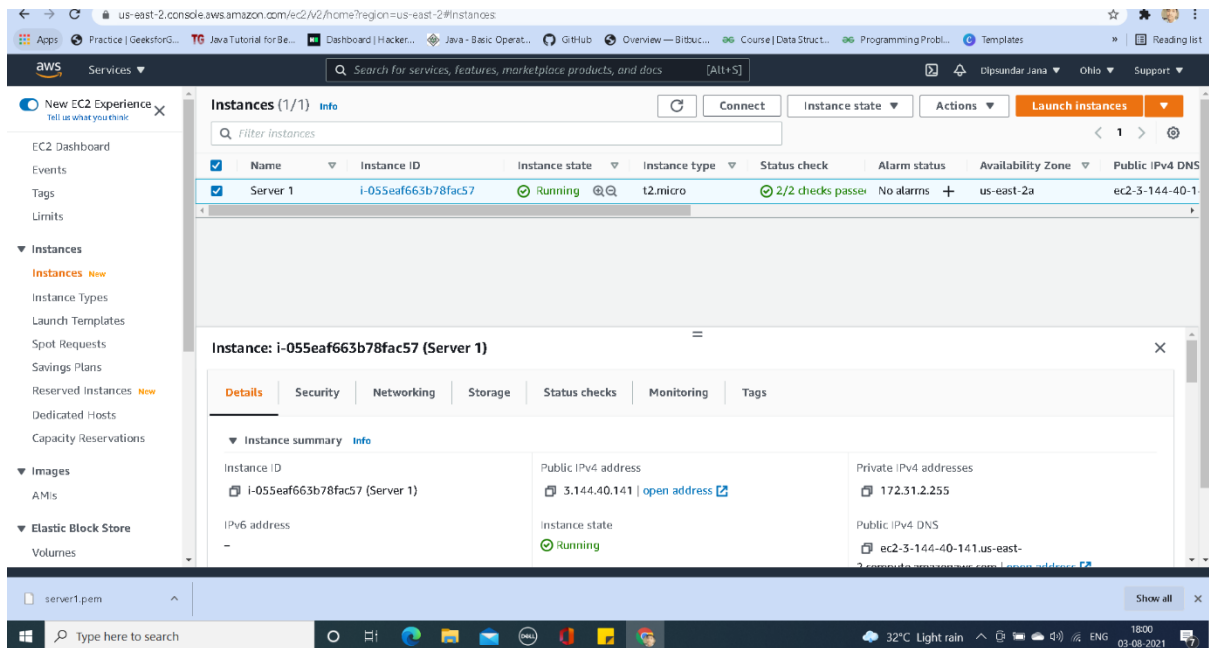 us-east-2.console.aws.amazon.com/ec2/v2/home?region=us-east-2#Instances:
Apps Practice | GeeksforG... Java Tutorial for Be... Dashboard | Hacker... Java - Basic Operat... GitHub Overview — Bitbuc... Course | Data Struct... Programming Probl... Templates » Reading list
aws Services ▼ Search for services, features, marketplace products, and docs [Alt+S] Dipsundar Jana ▼ Ohio ▼ Support ▼
New EC2 Experience
Tell us what you think
Instances (1/1) Info Connect Instance state ▼ Actions ▼ Launch instances ▼
Filter instances < 1 >
EC2 Dashboard
Events
Tags
Limits
Name Instance ID Instance state Instance type Status check Alarm status Availability Zone Public IPv4 DNS
Server 1 i-055eaf663b78fac57 Running t2.micro 2/2 checks passed No alarms + us-east-2a ec2-3-144-40-1
▼ Instances
Instances New
Instance Types
Launch Templates
Spot Requests
Savings Plans
Reserved Instances New
Dedicated Hosts
Capacity Reservations
▼ Images
AMIs
▼ Elastic Block Store
Volumes
Instance: i-055eaf663b78fac57 (Server 1)
Details Security Networking Storage Status checks Monitoring Tags
▼ Instance summary Info
Instance ID Public IPv4 address Private IPv4 addresses
i-055eaf663b78fac57 (Server 1) 3.144.40.141 | open address 172.31.2.255
IPv6 address Instance state Public IPv4 DNS
– Running ec2-3-144-40-141.us-east-
2.compute.amazonaws.com | open address
server1.pem Show all
Type here to search DELL 32°C Light rain ENG 18:00
03-08-2021 7